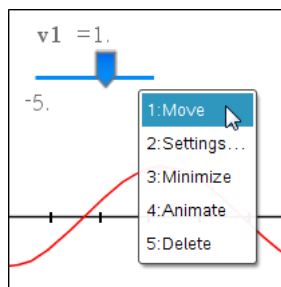 v1 =1.
-5.
1:Move
2:Settings...
3:Minimize
4:Animate
5:Delete